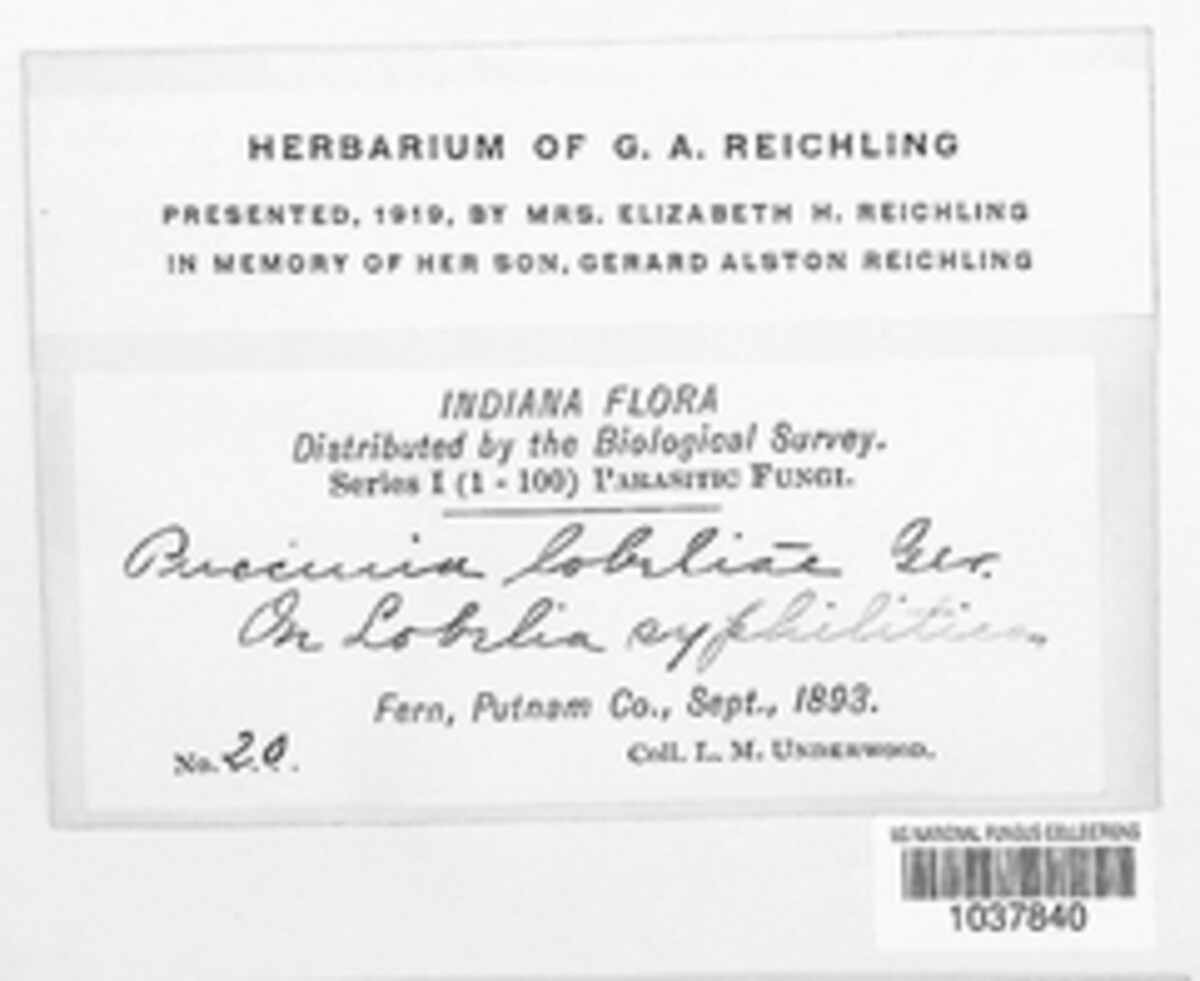 HERBARIUM OF G. A. REICHLING
PRESENTED, 1919, BY MRS. ELIZABETH H. REICHLING
IN MEMORY OF HER SON, GERARD ALSTON REICHLING
INDIANA FLORA
Distributed by the Biological Survey.
Series I (1 - 100) PARASITIC FUNGI.
Puccinia lobeliae Ger.
On Lobelia syphilitica
Fern, Putnam Co., Sept., 1893.
No. 20.
Coll. L. M. UNDERWOOD.
US NATIONAL FUNGUS COLLECTIONS
1037840